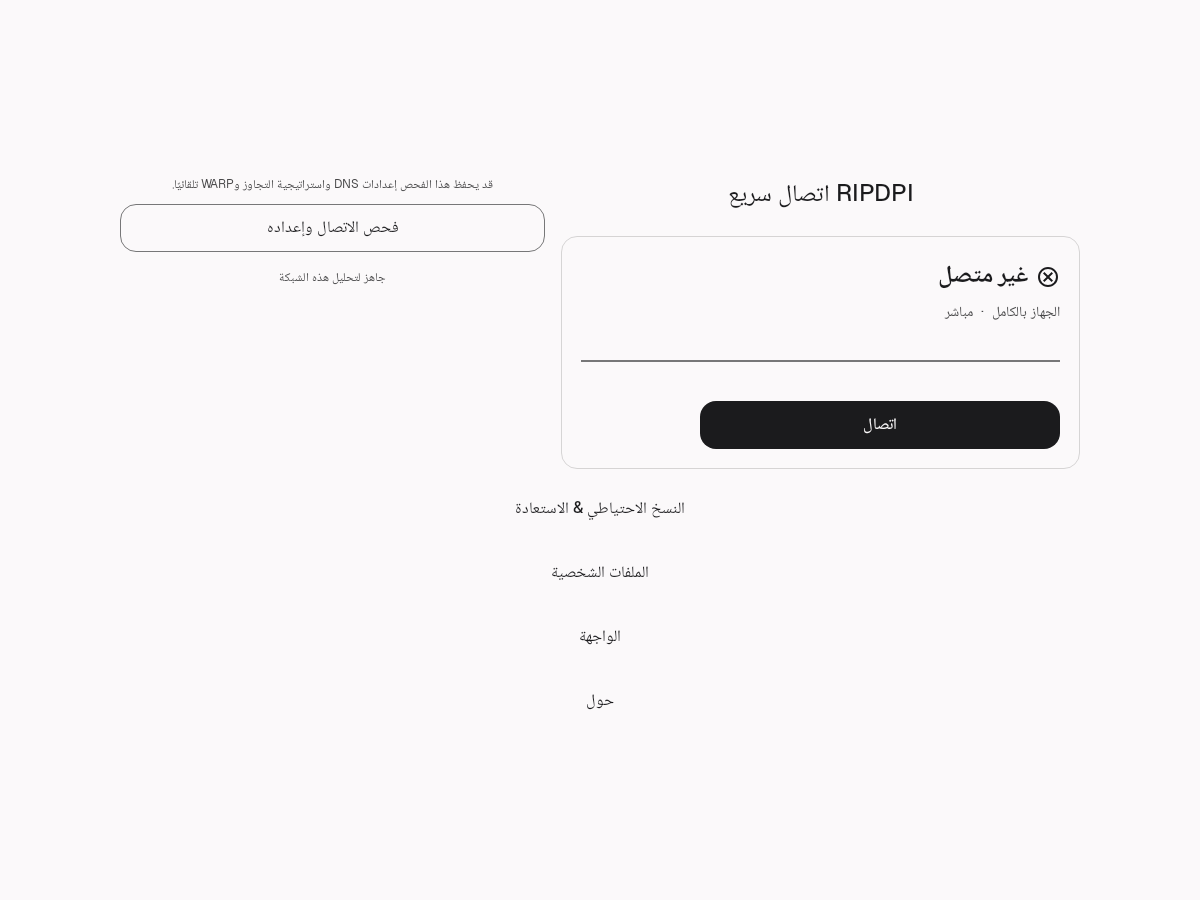 RIPDPI اتصال سريع
غير متصل
الجهاز بالكامل · مباشر
اتصال
قد يحفظ هذا الفحص إعدادات DNS واستراتيجية التجاوز وWARP تلقائيًا.
فحص الاتصال وإعداده
جاهز لتحليل هذه الشبكة
النسخ الاحتياطي & الاستعادة
الملفات الشخصية
الواجهة
حول